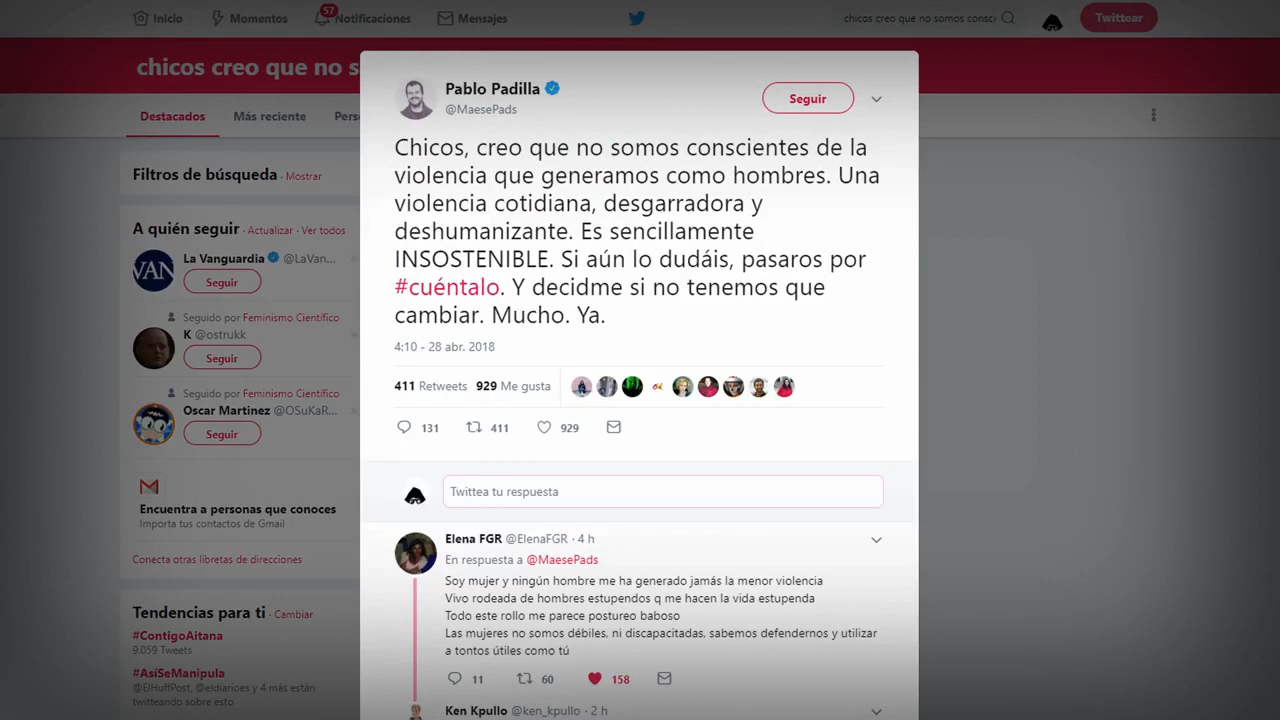 Inicio
Momentos
57
Notificaciones
Mensajes
chicos creo que no somos consci
Twittear
chicos creo que no s
Destacados
Más reciente
Pers
Filtros de búsqueda · Mostrar
A quién seguir · Actualizar · Ver todos
VAN
La Vanguardia @LaVan...
Seguir
Seguido por Feminismo Científico
K @ostrukk
Seguir
Seguido por Feminismo Científico
Oscar Martinez @OSuKaR...
Seguir
Encuentra a personas que conoces
Importa tus contactos de Gmail
Conecta otras libretas de direcciones
Tendencias para ti · Cambiar
#ContigoAitana
9.059 Tweets
#AsíSeManipula
@ElHuffPost, @eldiarioes y 4 más están
twitteando sobre esto
Pablo Padilla
@MaesePads
Seguir
Chicos, creo que no somos conscientes de la
violencia que generamos como hombres. Una
violencia cotidiana, desgarradora y
deshumanizante. Es sencillamente
INSOSTENIBLE. Si aún lo dudáis, pasaros por
#cuéntalo. Y decidme si no tenemos que
cambiar. Mucho. Ya.
4:10 - 28 abr. 2018
411 Retweets 929 Me gusta
131 411 929
Twittea tu respuesta
Elena FGR @ElenaFGR · 4 h
En respuesta a @MaesePads
Soy mujer y ningún hombre me ha generado jamás la menor violencia
Vivo rodeada de hombres estupendos q me hacen la vida estupenda
Todo este rollo me parece postureo baboso
Las mujeres no somos débiles, ni discapacitadas, sabemos defendernos y utilizar
a tontos útiles como tú
11 60 158
Ken Kpullo @ken_kpullo · 2 h